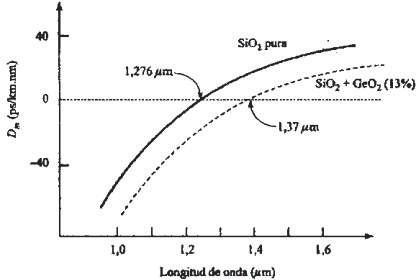 40
SiO2 pura
1,276 μm
SiO2 + GeO2 (13%)
0
Dm (ps/km.nm)
1,37 μm
−40
1,0
1,2
1,4
1,6
Longitud de onda (μm)